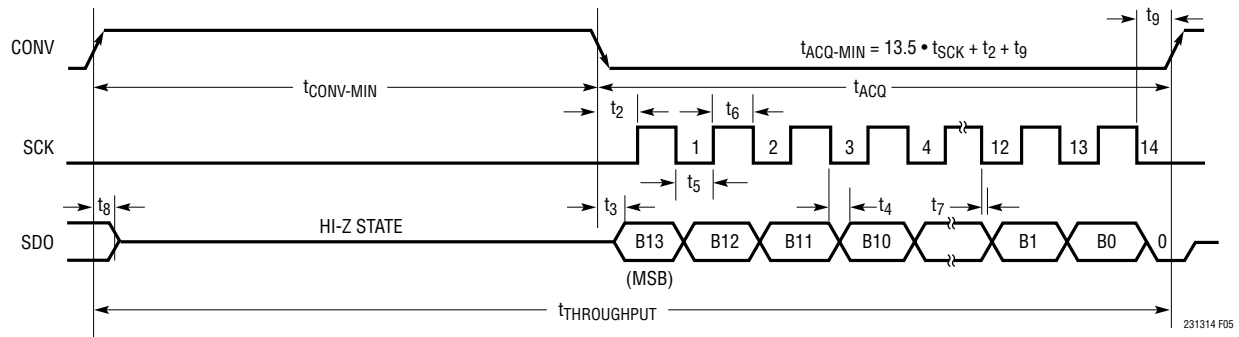 CONV
t9
tACQ-MIN = 13.5 • tSCK + t2 + t9
tCONV-MIN
tACQ
t2
t6
SCK
1
2
3
4
12
13
14
t5
t8
t3
t4
t7
SDO
HI-Z STATE
B13
B12
B11
B10
B1
B0
0
(MSB)
tTHROUGHPUT
231314 F05